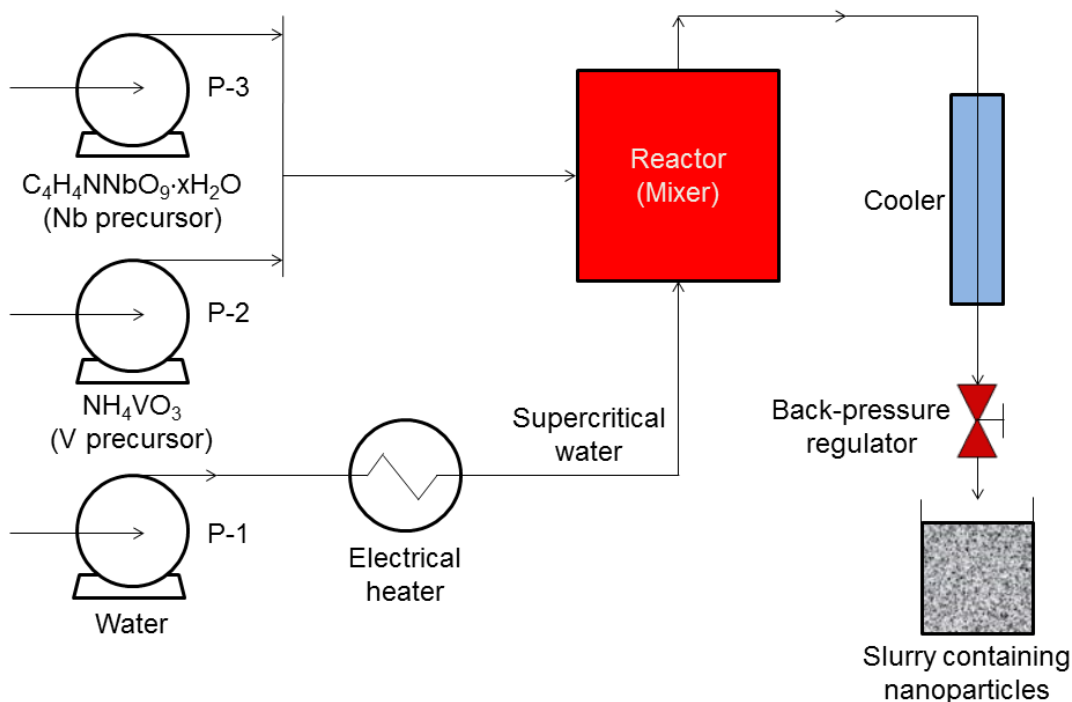 P-3
C₄H₄NNbO₉·xH₂O
(Nb precursor)
P-2
NH₄VO₃
(V precursor)
P-1
Water
Electrical
heater
Supercritical
water
Reactor
(Mixer)
Cooler
Back-pressure
regulator
Slurry containing
nanoparticles